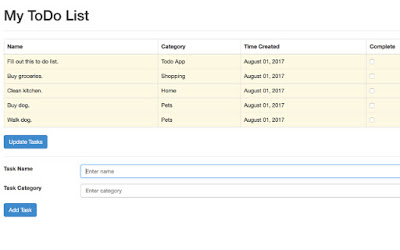 My ToDo List
Name Category Time Created Complete
Fill out this to do list. Todo App August 01, 2017
Buy groceries. Shopping August 01, 2017
Clean kitchen. Home August 01, 2017
Buy dog. Pets August 01, 2017
Walk dog. Pets August 01, 2017
Update Tasks
Task Name Enter name
Task Category Enter category
Add Task